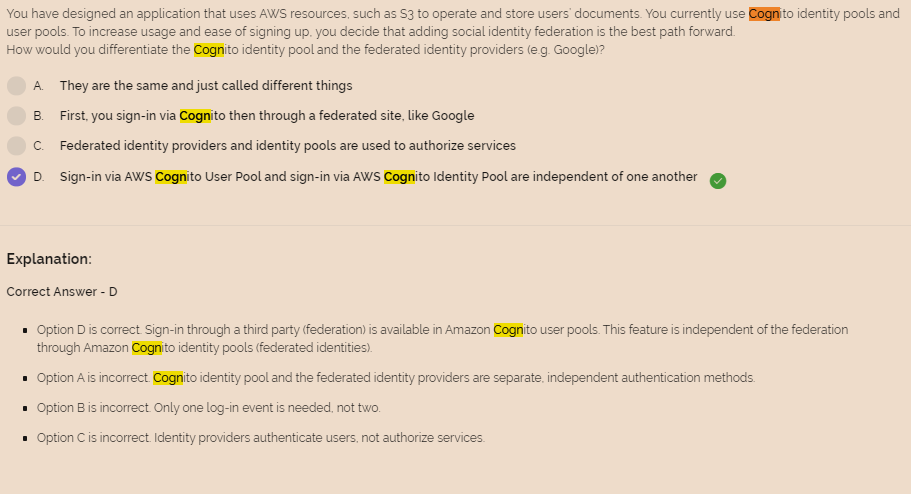 You have designed an application that uses AWS resources, such as S3 to operate and store users' documents. You currently use Cognito identity pools and
user pools. To increase usage and ease of signing up, you decide that adding social identity federation is the best path forward.
How would you differentiate the Cognito identity pool and the federated identity providers (e.g. Google)?
A. They are the same and just called different things
B. First, you sign-in via Cognito then through a federated site, like Google
C. Federated identity providers and identity pools are used to authorize services
D. Sign-in via AWS Cognito User Pool and sign-in via AWS Cognito Identity Pool are independent of one another
Explanation:
Correct Answer - D
▪ Option D is correct. Sign-in through a third party (federation) is available in Amazon Cognito user pools. This feature is independent of the federation
through Amazon Cognito identity pools (federated identities).
▪ Option A is incorrect. Cognito identity pool and the federated identity providers are separate, independent authentication methods.
▪ Option B is incorrect. Only one log-in event is needed, not two.
▪ Option C is incorrect. Identity providers authenticate users, not authorize services.